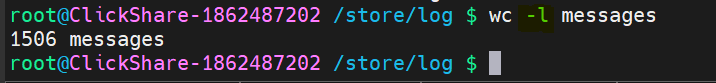 root@ClickShare-1862487202 /store/log $ wc -l messages
1506 messages
root@ClickShare-1862487202 /store/log $